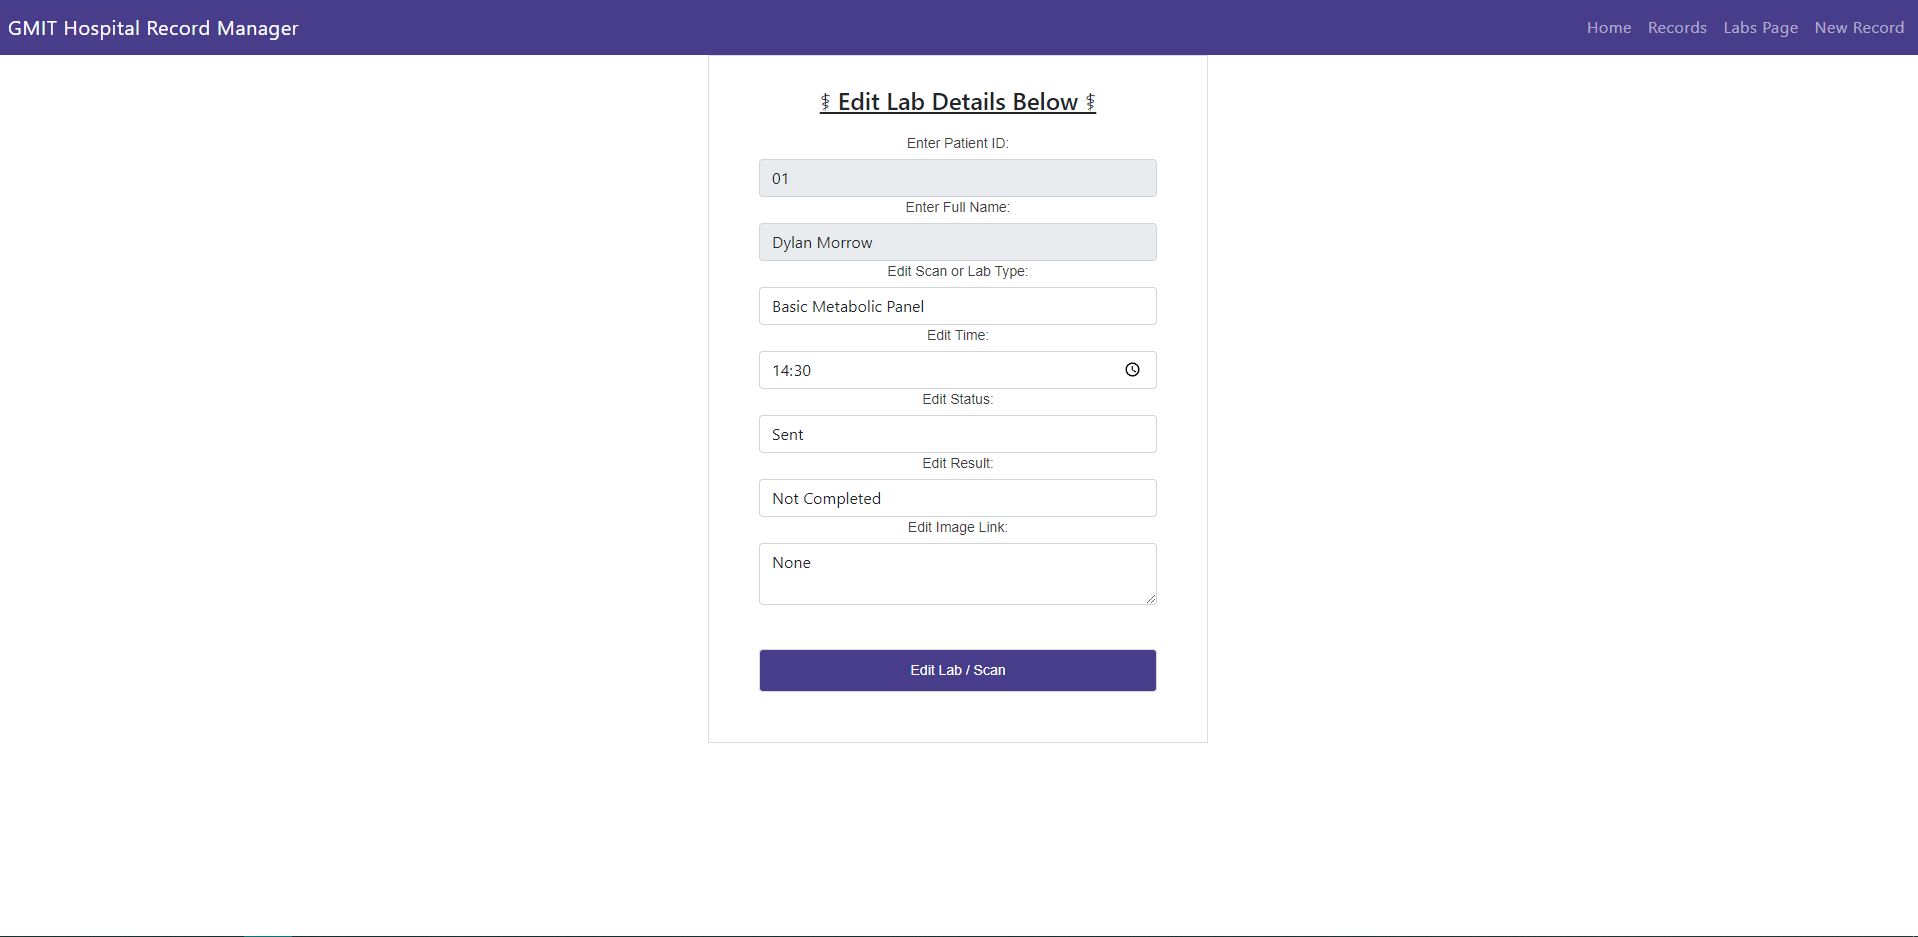 GMIT Hospital Record Manager
Home Records Labs Page New Record
⚕ Edit Lab Details Below ⚕
Enter Patient ID:
01
Enter Full Name:
Dylan Morrow
Edit Scan or Lab Type:
Basic Metabolic Panel
Edit Time:
14:30
Edit Status:
Sent
Edit Result:
Not Completed
Edit Image Link:
None
Edit Lab / Scan